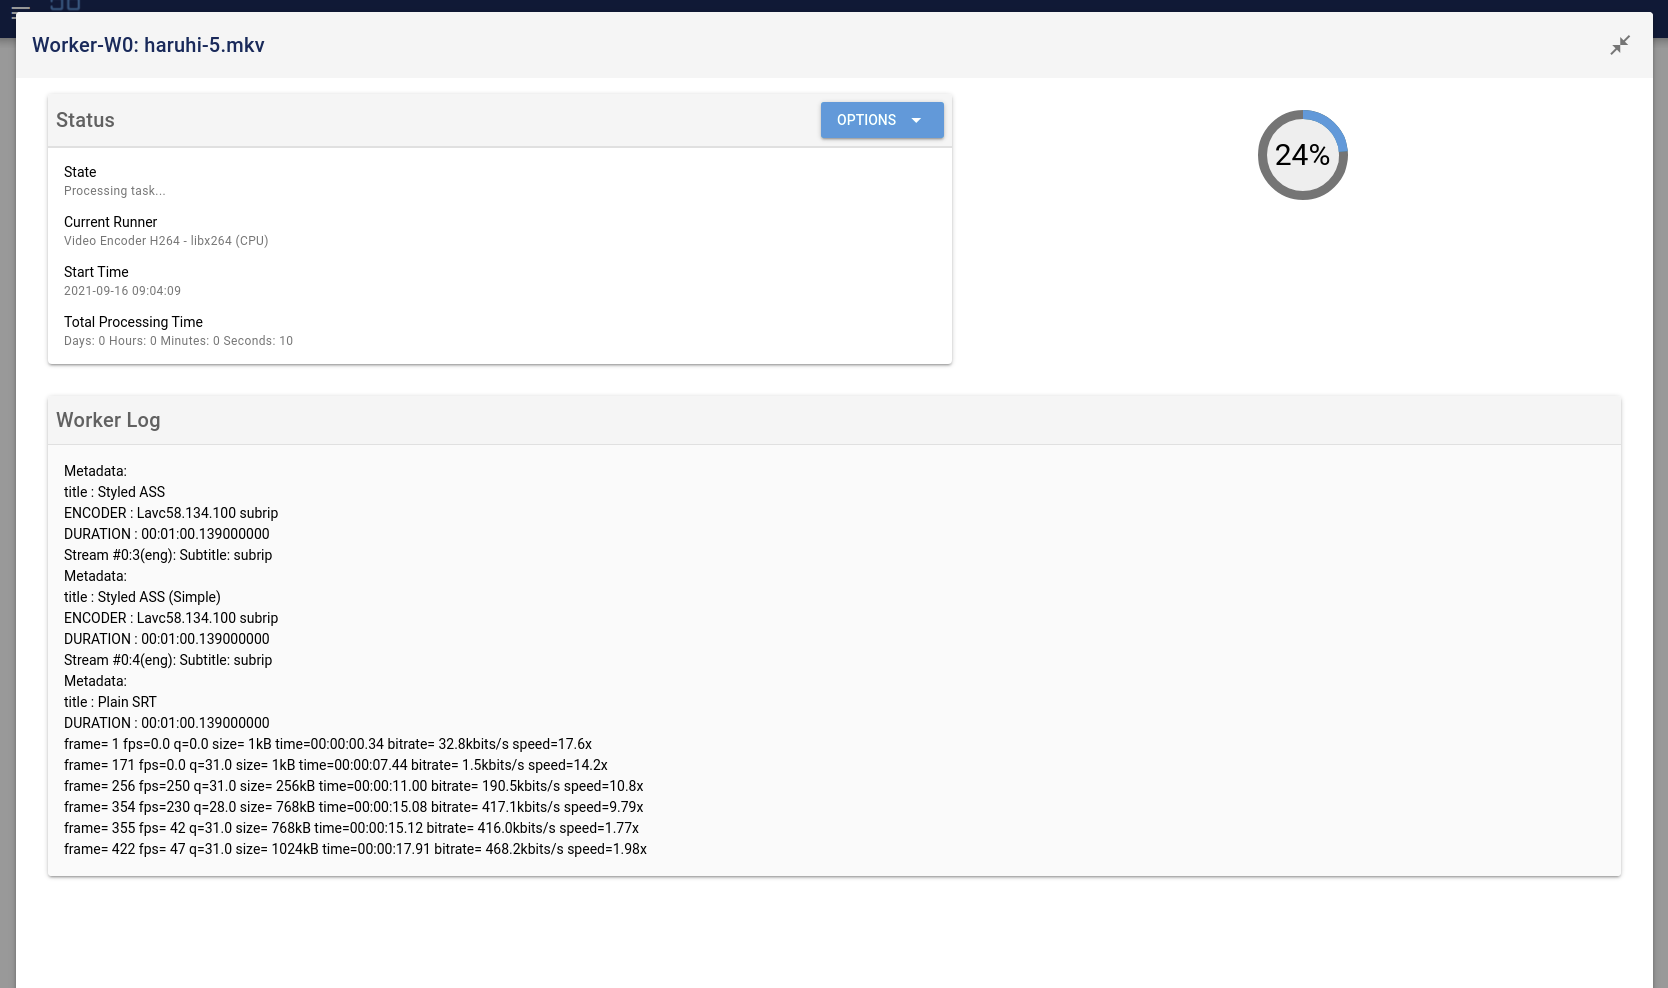 Worker-W0: haruhi-5.mkv
Status
OPTIONS
24%
State
Processing task...
Current Runner
Video Encoder H264 - libx264 (CPU)
Start Time
2021-09-16 09:04:09
Total Processing Time
Days: 0 Hours: 0 Minutes: 0 Seconds: 10
Worker Log
Metadata:
title : Styled ASS
ENCODER : Lavc58.134.100 subrip
DURATION : 00:01:00.139000000
Stream #0:3(eng): Subtitle: subrip
Metadata:
title : Styled ASS (Simple)
ENCODER : Lavc58.134.100 subrip
DURATION : 00:01:00.139000000
Stream #0:4(eng): Subtitle: subrip
Metadata:
title : Plain SRT
DURATION : 00:01:00.139000000
frame= 1 fps=0.0 q=0.0 size= 1kB time=00:00:00.34 bitrate= 32.8kbits/s speed=17.6x
frame= 171 fps=0.0 q=31.0 size= 1kB time=00:00:07.44 bitrate= 1.5kbits/s speed=14.2x
frame= 256 fps=250 q=31.0 size= 256kB time=00:00:11.00 bitrate= 190.5kbits/s speed=10.8x
frame= 354 fps=230 q=28.0 size= 768kB time=00:00:15.08 bitrate= 417.1kbits/s speed=9.79x
frame= 355 fps= 42 q=31.0 size= 768kB time=00:00:15.12 bitrate= 416.0kbits/s speed=1.77x
frame= 422 fps= 47 q=31.0 size= 1024kB time=00:00:17.91 bitrate= 468.2kbits/s speed=1.98x